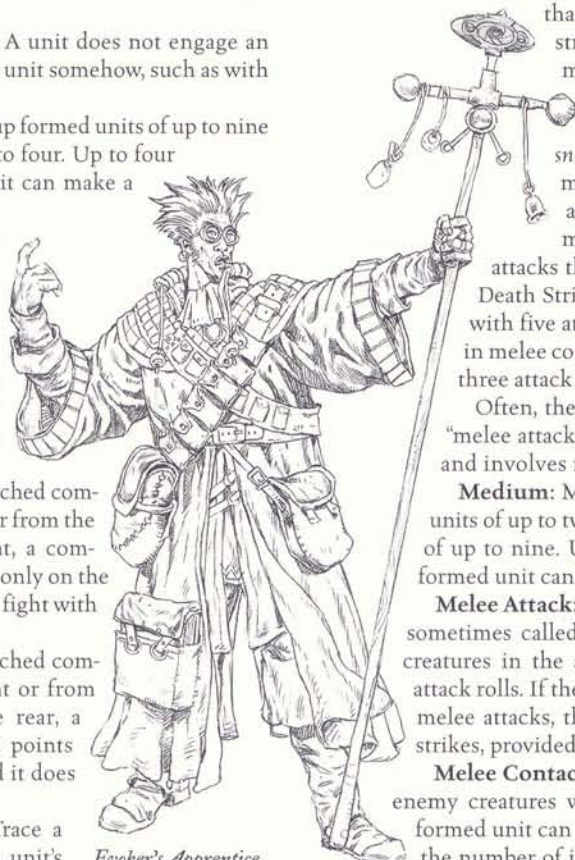 A unit does not engage an
unit somehow, such as with
up formed units of up to nine
to four. Up to four
it can make a
ched com-
r from the
nt, a com-
only on the
fight with
ched com-
nt or from
e rear, a
points
d it does
Trace a
unit's
Evoker's Apprentice
tha
str
m
sn
m
a
m
attacks th
Death Stri
with five at
in melee co
three attack
Often, the
"melee attack
and involves
Medium: M
units of up to tw
of up to nine. U
formed unit can
Melee Attack:
sometimes called
creatures in the
attack rolls. If the
melee attacks, th
strikes, provided
Melee Contac
enemy creatures w
formed unit can
the number of i